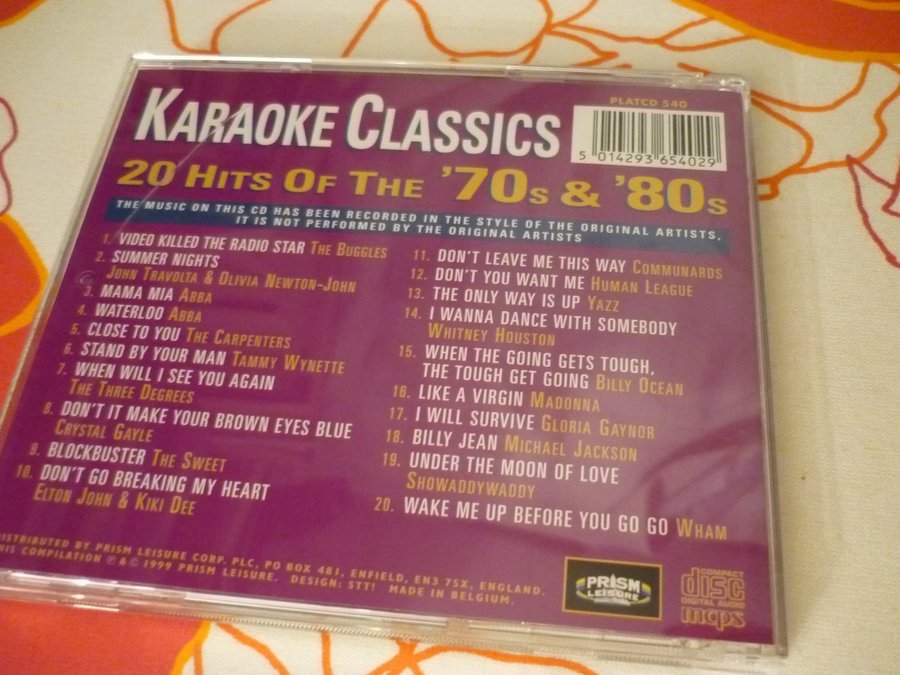 KARAOKE CLASSICS
PLATCD 540
5 014293 654029
20 HITS OF THE '70s & '80s
THE MUSIC ON THIS CD HAS BEEN RECORDED IN THE STYLE OF THE ORIGINAL ARTISTS,
IT IS NOT PERFORMED BY THE ORIGINAL ARTISTS
1. VIDEO KILLED THE RADIO STAR THE BUGGLES
2. SUMMER NIGHTS
JOHN TRAVOLTA & OLIVIA NEWTON-JOHN
3. MAMA MIA ABBA
4. WATERLOO ABBA
5. CLOSE TO YOU THE CARPENTERS
6. STAND BY YOUR MAN TAMMY WYNETTE
7. WHEN WILL I SEE YOU AGAIN
THE THREE DEGREES
8. DON'T IT MAKE YOUR BROWN EYES BLUE
CRYSTAL GAYLE
9. BLOCKBUSTER THE SWEET
10. DON'T GO BREAKING MY HEART
ELTON JOHN & KIKI DEE
11. DON'T LEAVE ME THIS WAY COMMUNARDS
12. DON'T YOU WANT ME HUMAN LEAGUE
13. THE ONLY WAY IS UP YAZZ
14. I WANNA DANCE WITH SOMEBODY
WHITNEY HOUSTON
15. WHEN THE GOING GETS TOUGH,
THE TOUGH GET GOING BILLY OCEAN
16. LIKE A VIRGIN MADONNA
17. I WILL SURVIVE GLORIA GAYNOR
18. BILLY JEAN MICHAEL JACKSON
19. UNDER THE MOON OF LOVE
SHOWADDYWADDY
20. WAKE ME UP BEFORE YOU GO GO WHAM
DISTRIBUTED BY PRISM LEISURE CORP. PLC, PO BOX 481, ENFIELD, EN3 7SX, ENGLAND.
THIS COMPILATION ℗ & © 1999 PRISM LEISURE. DESIGN: STT! MADE IN BELGIUM.
PRISM
LEISURE
COMPACT
disc
DIGITAL AUDIO
mcps